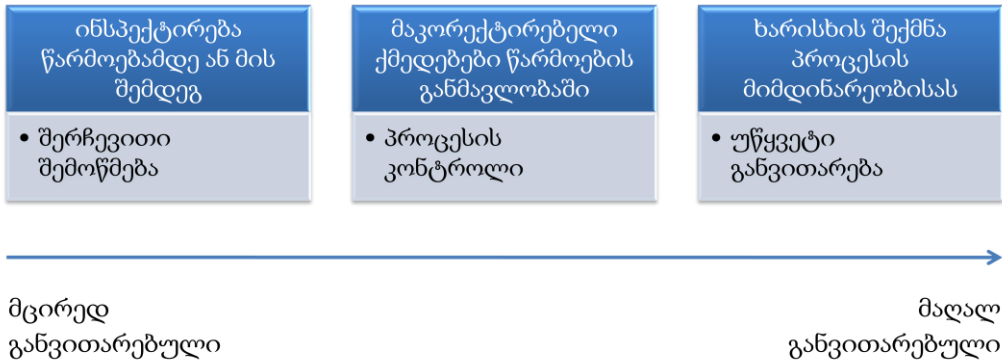 ინსპექტირება
წარმოებამდე ან მის
შემდეგ
• შერჩევითი
შემოწმება
მაკორექტირებელი
ქმედებები წარმოების
განმავლობაში
• პროცესის
კონტროლი
ხარისხის შექმნა
პროცესის
მიმდინარეობისას
• უწყვეტი
განვითარება
მცირედ
განვითარებული
მაღალ
განვითარებული